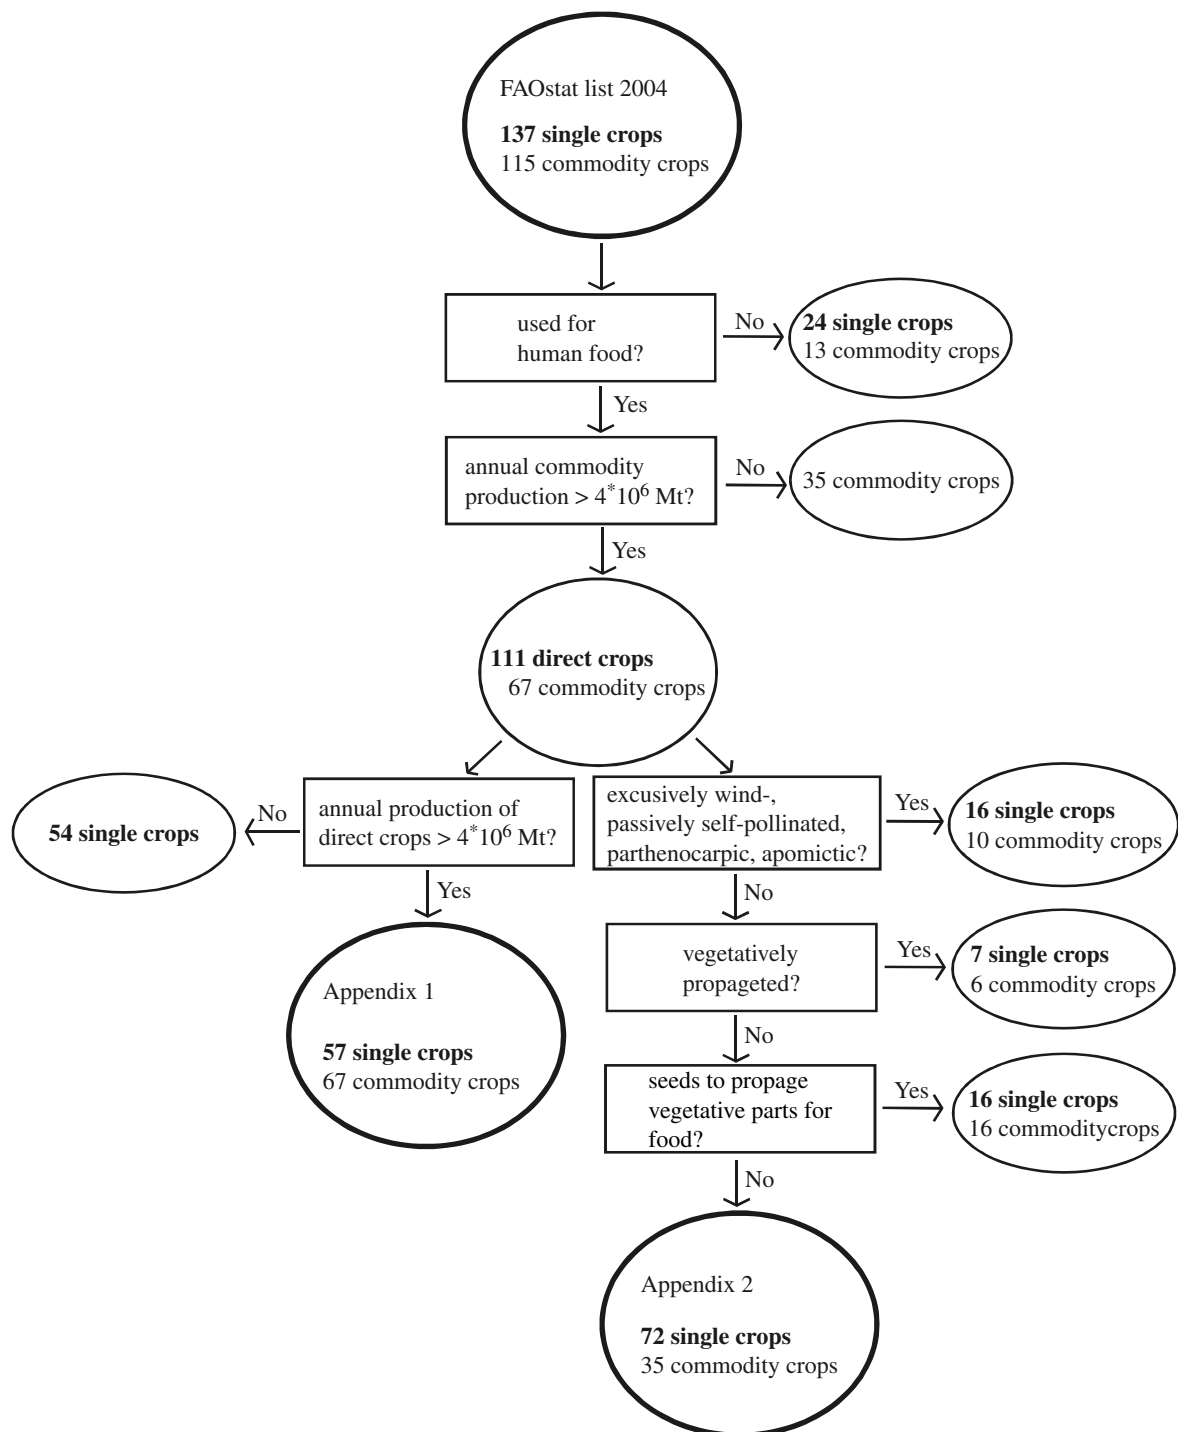 FAOstat list 2004
137 single crops
115 commodity crops
used for
human food?
No
24 single crops
13 commodity crops
Yes
annual commodity
production > 4*10⁶ Mt?
No
35 commodity crops
Yes
111 direct crops
67 commodity crops
54 single crops
No
annual production of
direct crops > 4*10⁶ Mt?
Yes
Appendix 1
57 single crops
67 commodity crops
excusively wind-,
passively self-pollinated,
parthenocarpic, apomictic?
Yes
16 single crops
10 commodity crops
No
vegetatively
propageted?
Yes
7 single crops
6 commodity crops
No
seeds to propage
vegetative parts for
food?
Yes
16 single crops
16 commoditycrops
No
Appendix 2
72 single crops
35 commodity crops